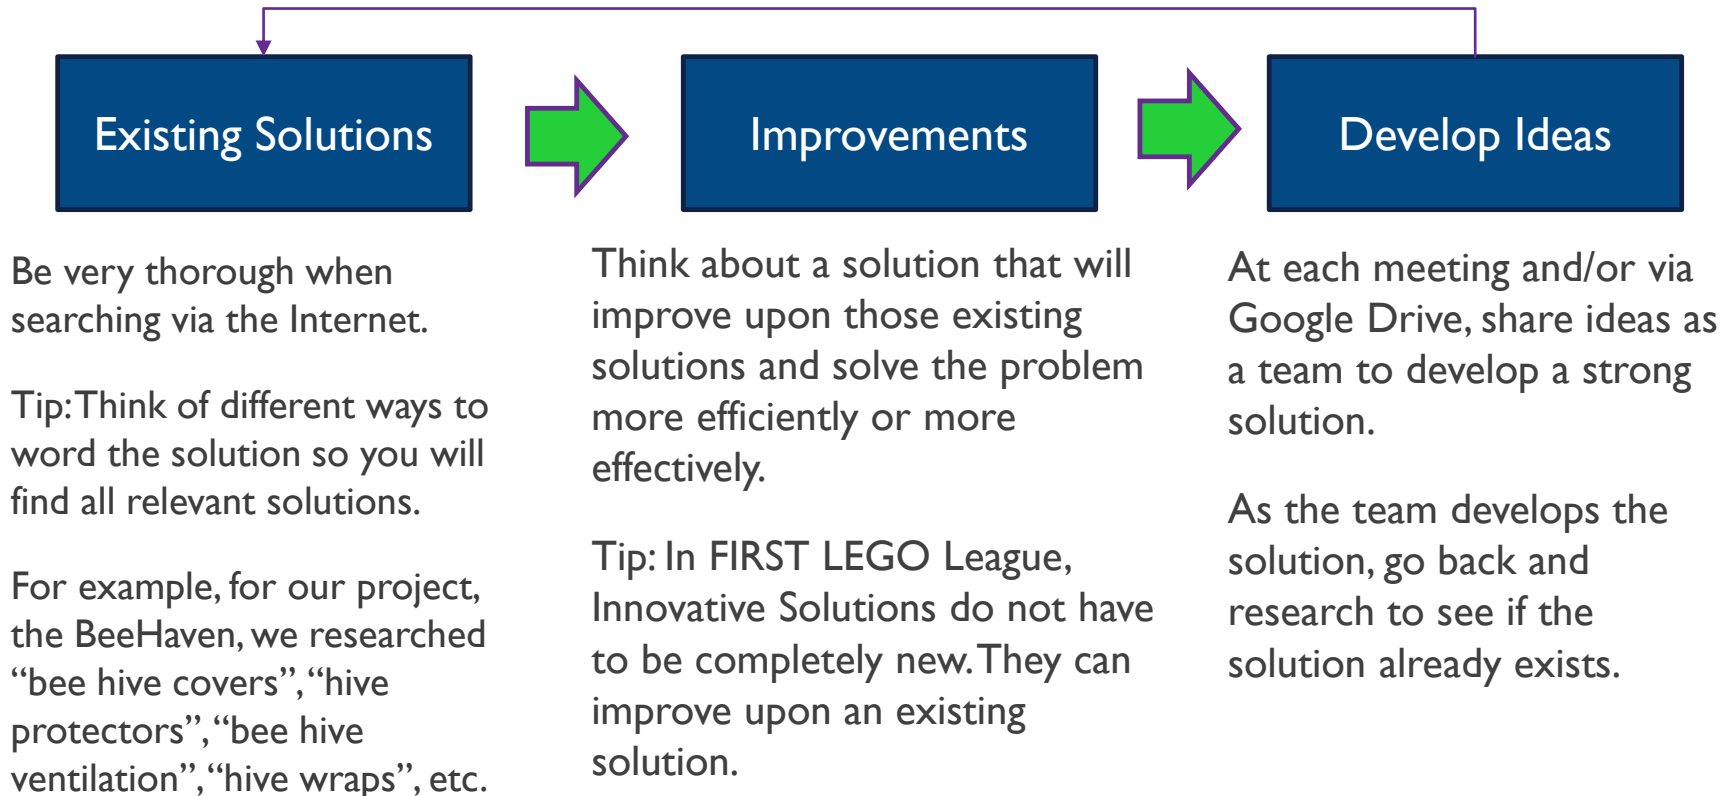 Existing Solutions
Improvements
Develop Ideas
Be very thorough when
searching via the Internet.
Tip: Think of different ways to
word the solution so you will
find all relevant solutions.
For example, for our project,
the BeeHaven, we researched
“bee hive covers”, “hive
protectors”, “bee hive
ventilation”, “hive wraps”, etc.
Think about a solution that will
improve upon those existing
solutions and solve the problem
more efficiently or more
effectively.
Tip: In FIRST LEGO League,
Innovative Solutions do not have
to be completely new. They can
improve upon an existing
solution.
At each meeting and/or via
Google Drive, share ideas as
a team to develop a strong
solution.
As the team develops the
solution, go back and
research to see if the
solution already exists.